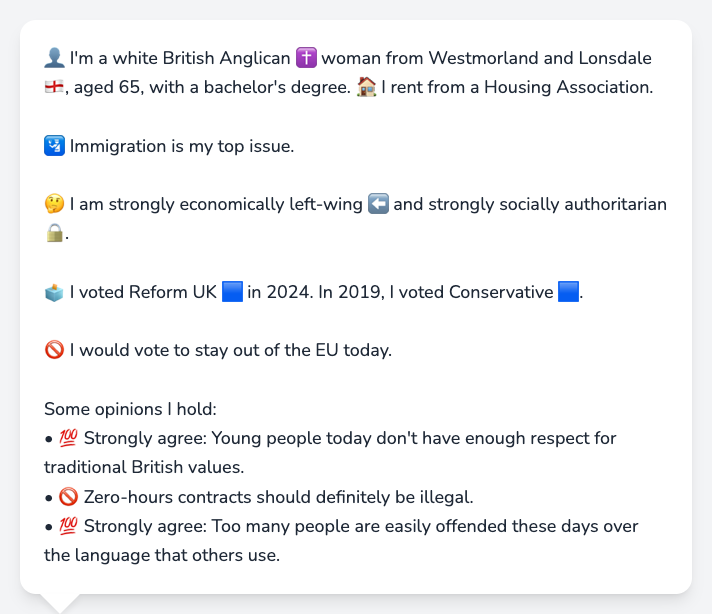 👤 I'm a white British Anglican ✝️ woman from Westmorland and Lonsdale
🏴󠁧󠁢󠁥󠁮󠁧󠁿, aged 65, with a bachelor's degree. 🏠 I rent from a Housing Association.
🛂 Immigration is my top issue.
🤔 I am strongly economically left-wing ⬅️ and strongly socially authoritarian
🔒.
🗳️ I voted Reform UK 🟦 in 2024. In 2019, I voted Conservative 🟦.
🚫 I would vote to stay out of the EU today.
Some opinions I hold:
• 💯 Strongly agree: Young people today don't have enough respect for
traditional British values.
• 🚫 Zero-hours contracts should definitely be illegal.
• 💯 Strongly agree: Too many people are easily offended these days over
the language that others use.